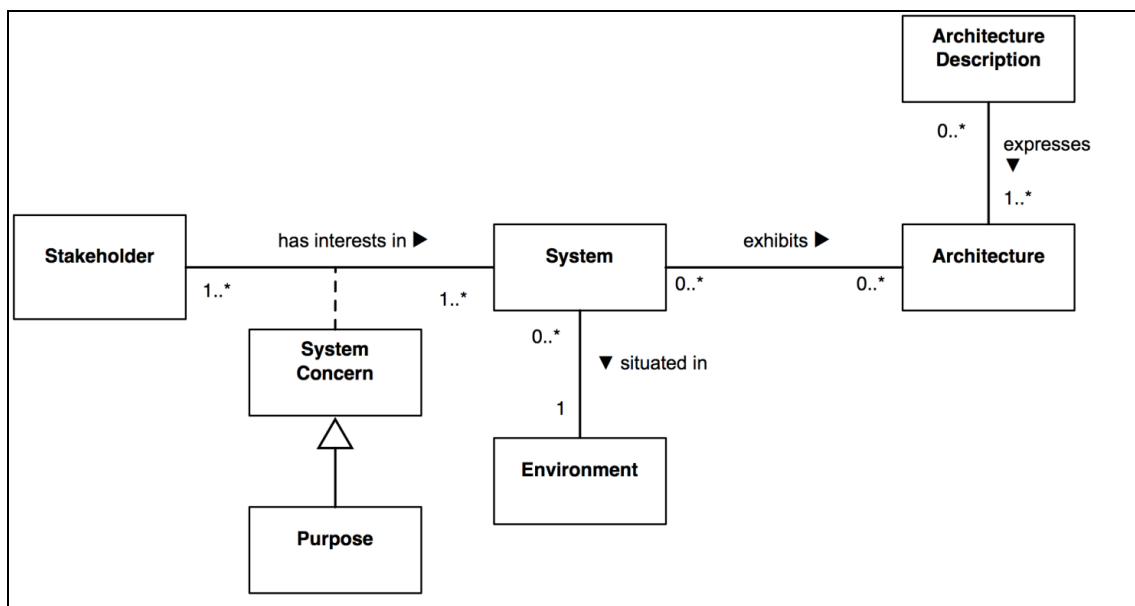 Architecture
Description
0..*
expresses
▼
1..*
Stakeholder
has interests in ►
System
exhibits ►
Architecture
1..*
1..*
0..*
0..*
System
Concern
0..*
▼ situated in
1
Environment
Purpose